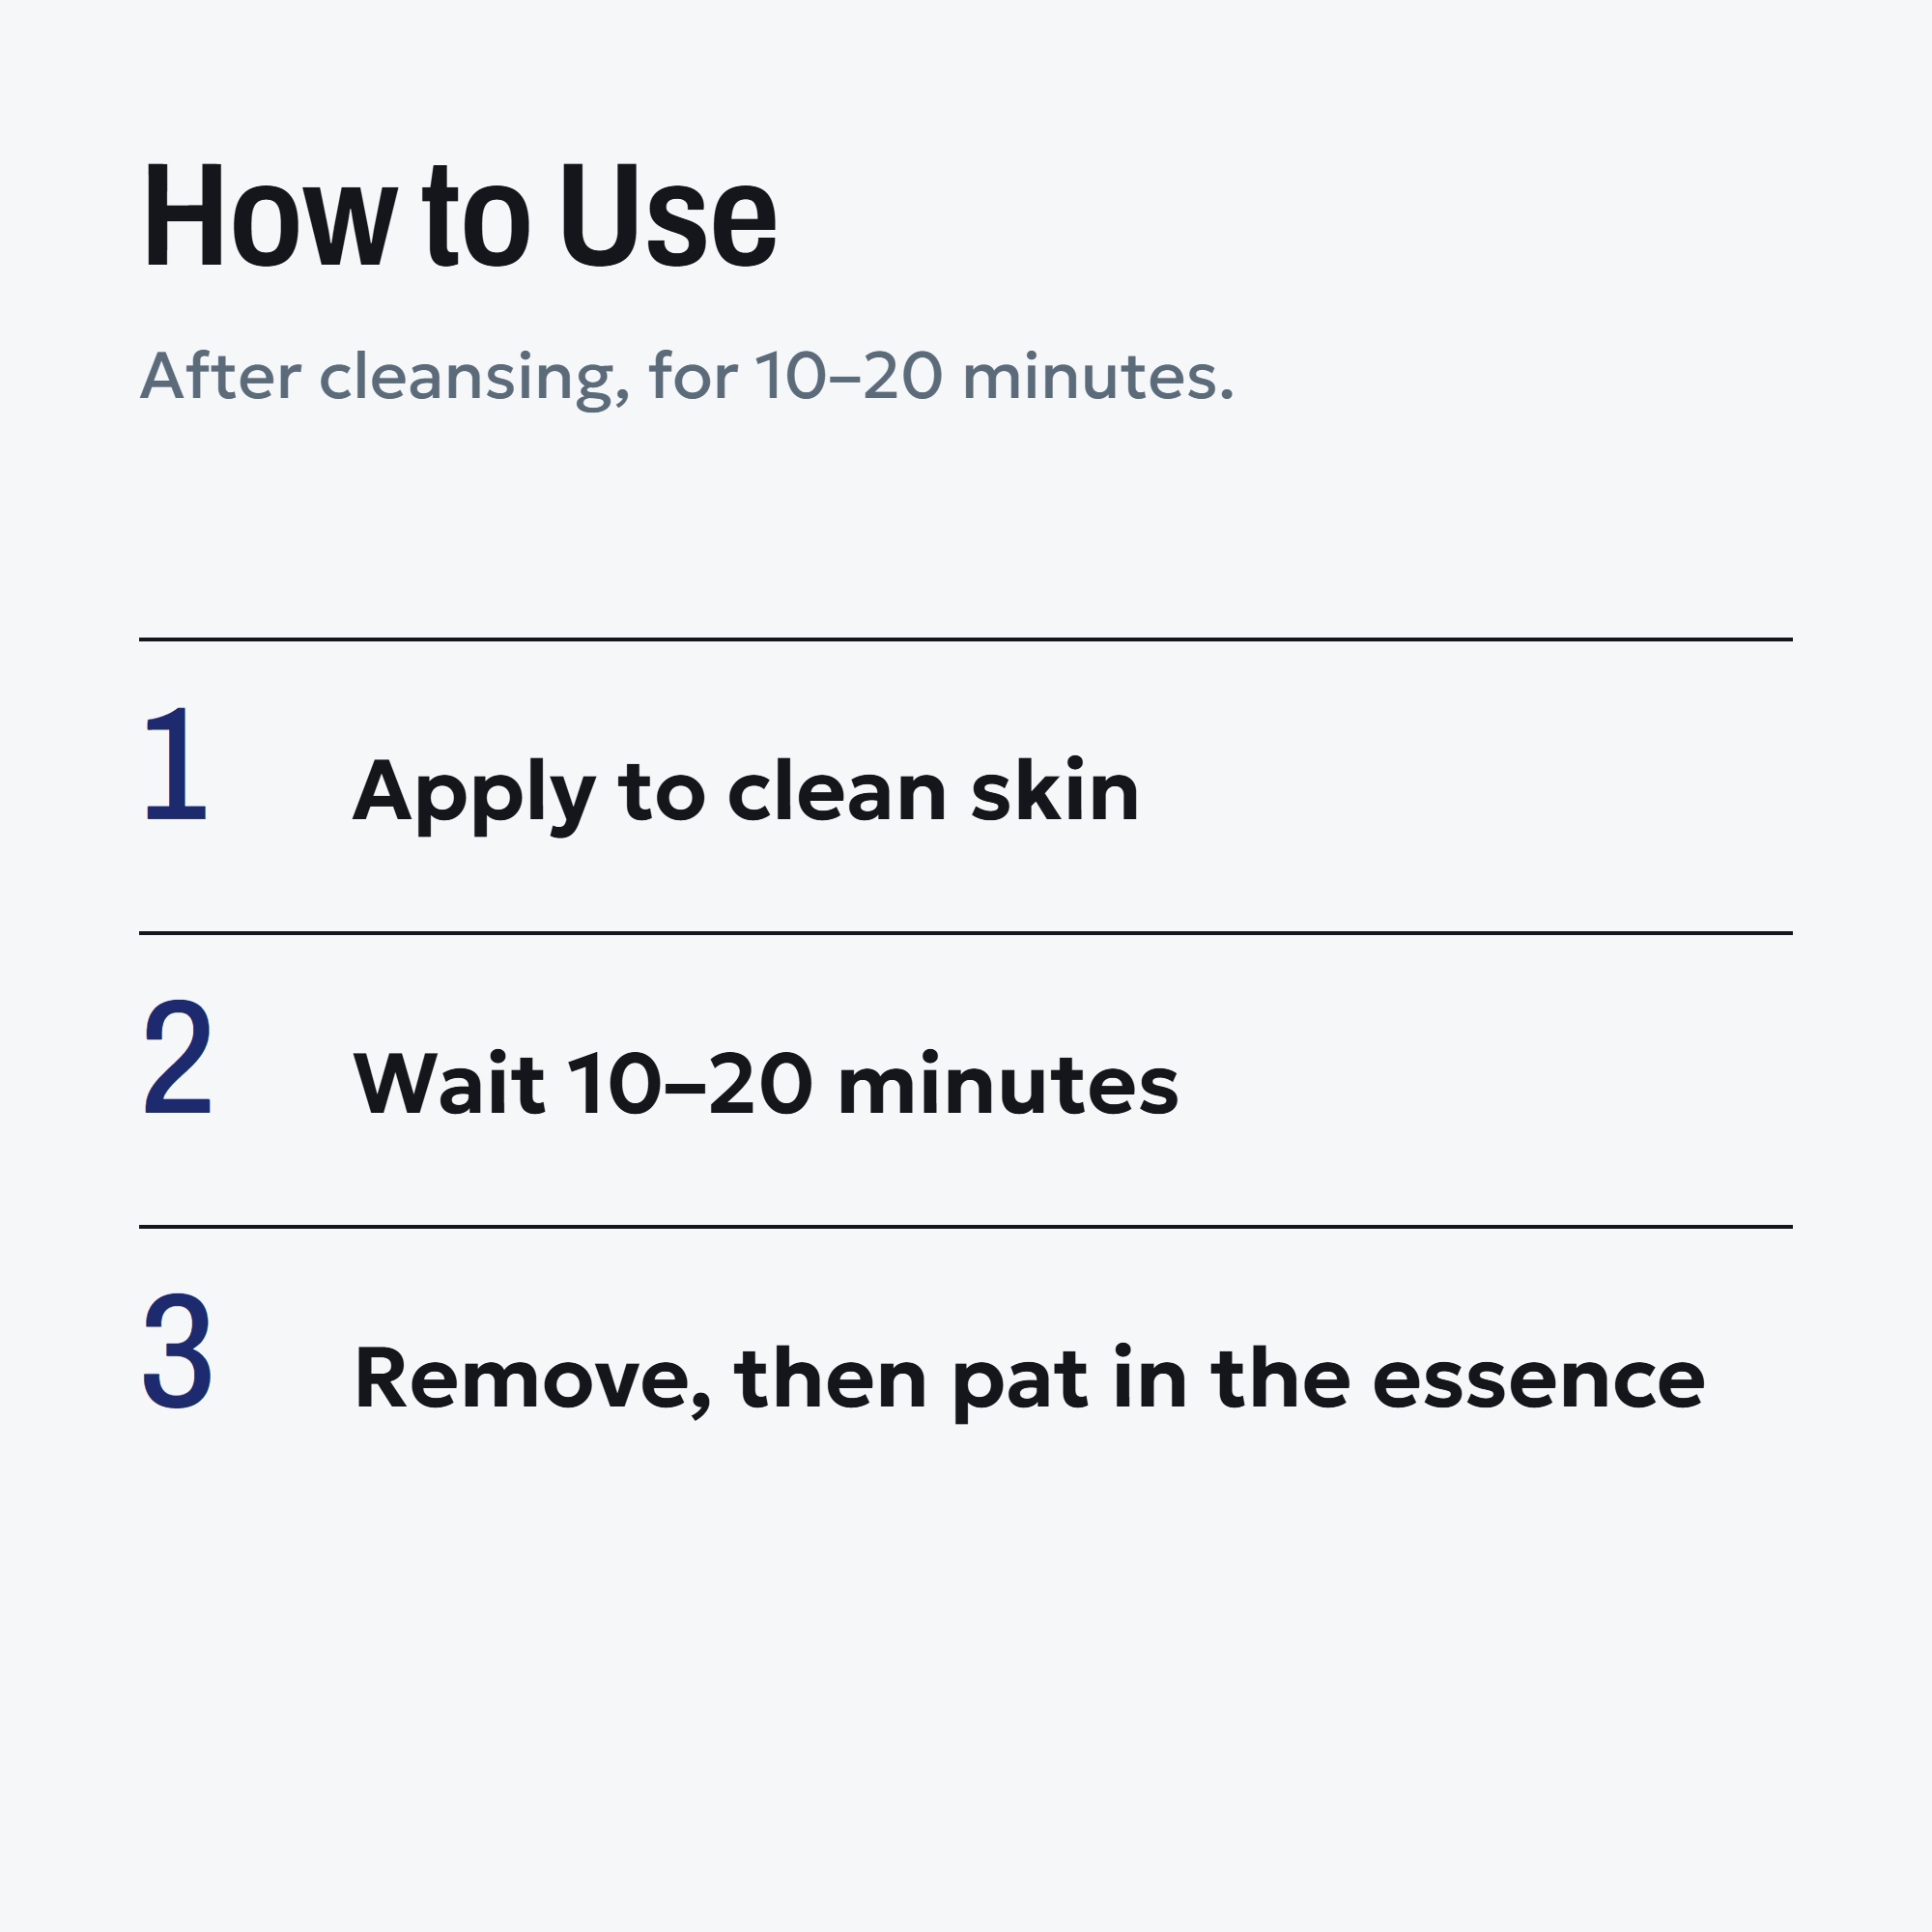 How to Use
After cleansing, for 10–20 minutes.
1 Apply to clean skin
2 Wait 10–20 minutes
3 Remove, then pat in the essence